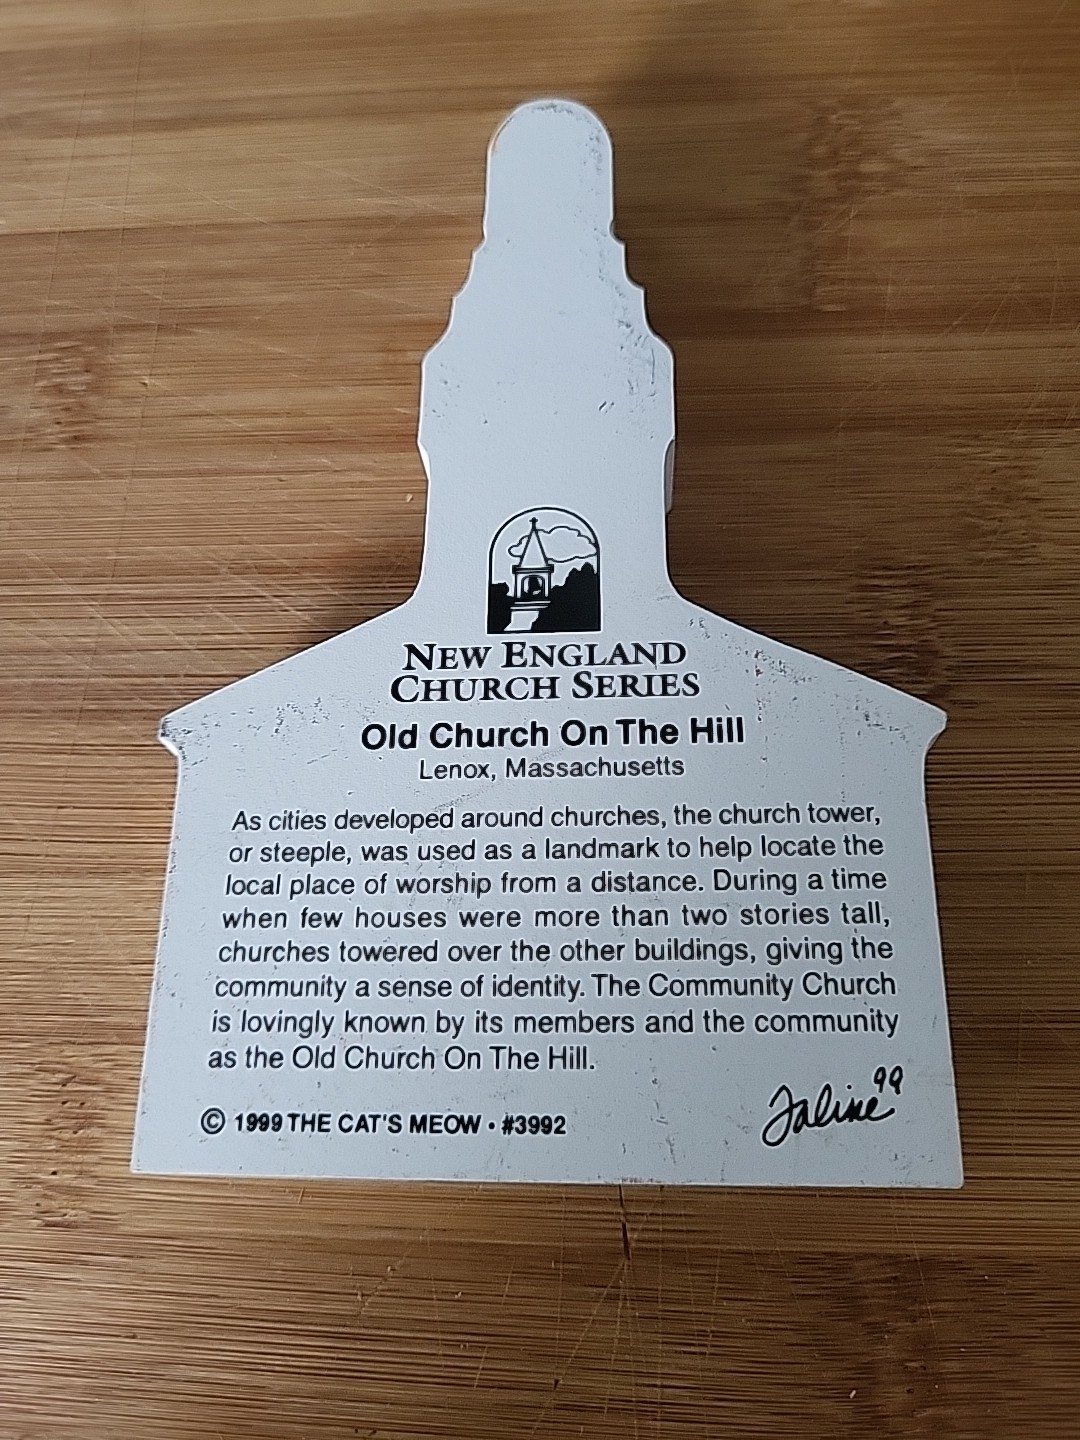 NEW ENGLAND
CHURCH SERIES
Old Church On The Hill
Lenox, Massachusetts
As cities developed around churches, the church tower,
or steeple, was used as a landmark to help locate the
local place of worship from a distance. During a time
when few houses were more than two stories tall,
churches towered over the other buildings, giving the
community a sense of identity. The Community Church
is lovingly known by its members and the community
as the Old Church On The Hill.
© 1999 THE CAT'S MEOW • #3992
Faline 99